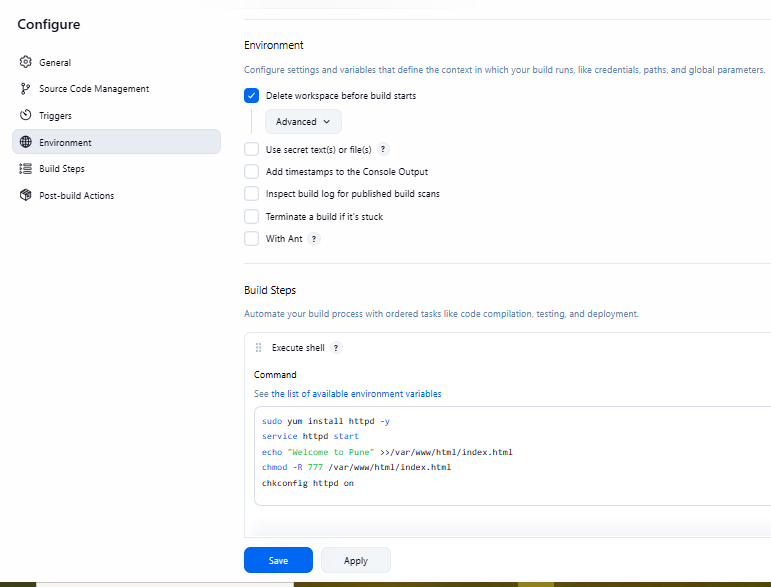 Configure
General
Source Code Management
Triggers
Environment
Build Steps
Post-build Actions
Environment
Configure settings and variables that define the context in which your build runs, like credentials, paths, and global parameters.
Delete workspace before build starts
Advanced
Use secret text(s) or file(s) ?
Add timestamps to the Console Output
Inspect build log for published build scans
Terminate a build if it's stuck
With Ant ?
Build Steps
Automate your build process with ordered tasks like code compilation, testing, and deployment.
Execute shell ?
Command
See the list of available environment variables
sudo yum install httpd -y
service httpd start
echo "Welcome to Pune" >>/var/www/html/index.html
chmod -R 777 /var/www/html/index.html
chkconfig httpd on
Save
Apply